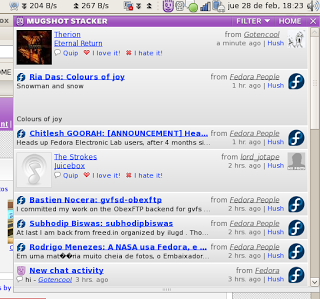 204 B/s 267 B/s jue 28 de feb, 18:23
MUGSHOT STACKER FILTER HOME X
Therion from Gotencool
Eternal Return a minute ago | Hush
Quip I love it! I hate it!
Ria Das: Colours of joy from Fedora People
Snowman and snow 1 hr. ago | Hush
Colours of joy
Chitlesh GOORAH: [ANNOUNCEMENT] Hea... from Fedora People
Heads up Fedora Electronic Lab users, after 4 months si... 1 hr. ago | Hush
The Strokes from lord_jotape
Juicebox 2 hrs. ago | Hush
Quip I love it! I hate it!
Bastien Nocera: gvfsd-obexftp from Fedora People
I committed my work on the ObexFTP backend for gvfs ... 2 hrs. ago | Hush
Subhodip Biswas: subhodipbiswas from Fedora People
At last I am back from freed.in organized by ilugd . Tho... 2 hrs. ago | Hush
Rodrigo Menezes: A NASA usa Fedora, e ... from Fedora People
Em uma mat��ria muito cheia de fotos, o Embaixador... 2 hrs. ago | Hush
New chat activity from Fedora
hi – Gotencool 3 hrs. ago | Hush